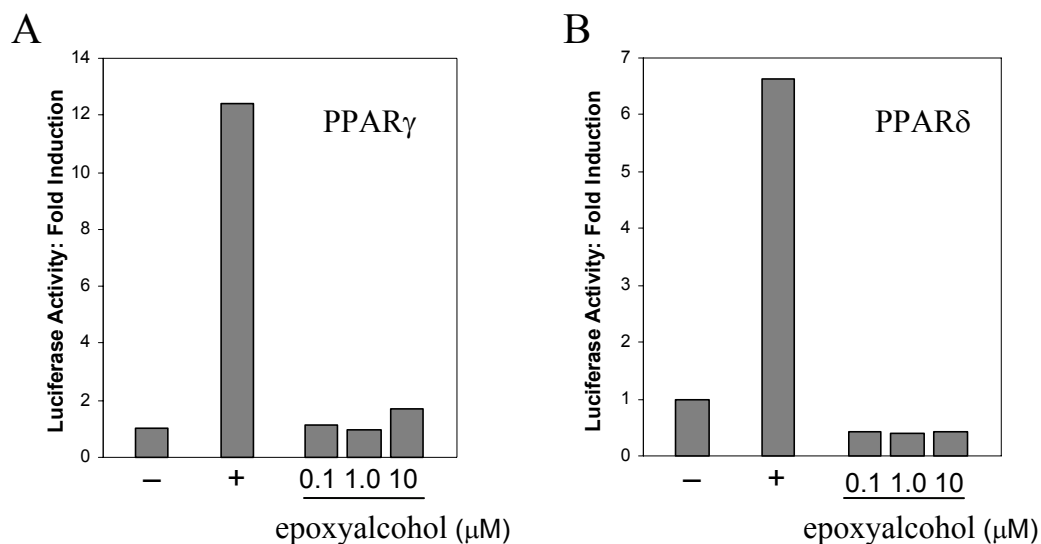 A
Luciferase Activity: Fold Induction
14
12
10
8
6
4
2
0
PPARγ
– + 0.1 1.0 10
epoxyalcohol (μM)
B
Luciferase Activity: Fold Induction
7
6
5
4
3
2
1
0
PPARδ
– + 0.1 1.0 10
epoxyalcohol (μM)